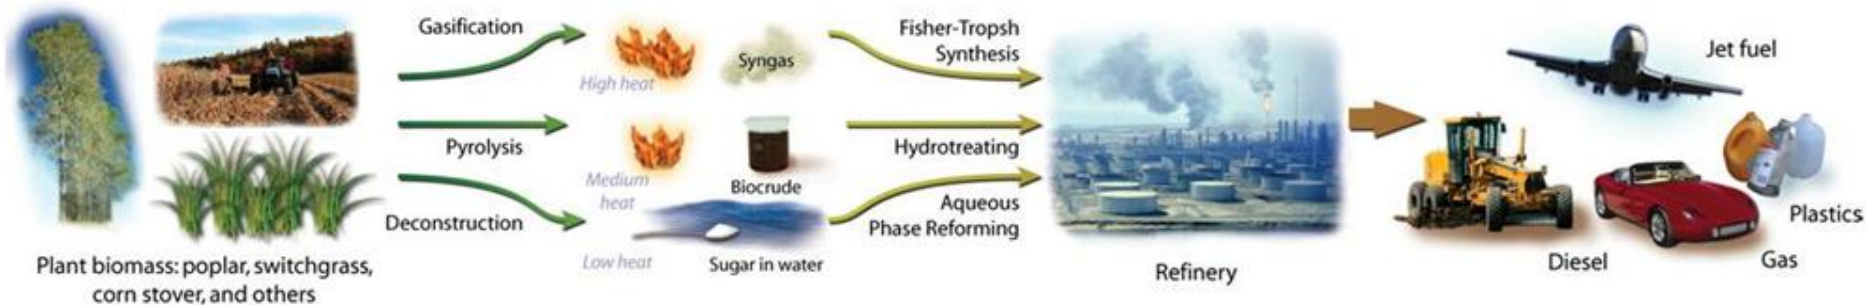 Gasification
High heat
Syngas
Fisher-Tropsh
Synthesis
Pyrolysis
Medium
heat
Biocrude
Hydrotreating
Deconstruction
Low heat
Sugar in water
Aqueous
Phase Reforming
Plant biomass: poplar, switchgrass,
corn stover, and others
Refinery
Jet fuel
Plastics
Diesel
Gas